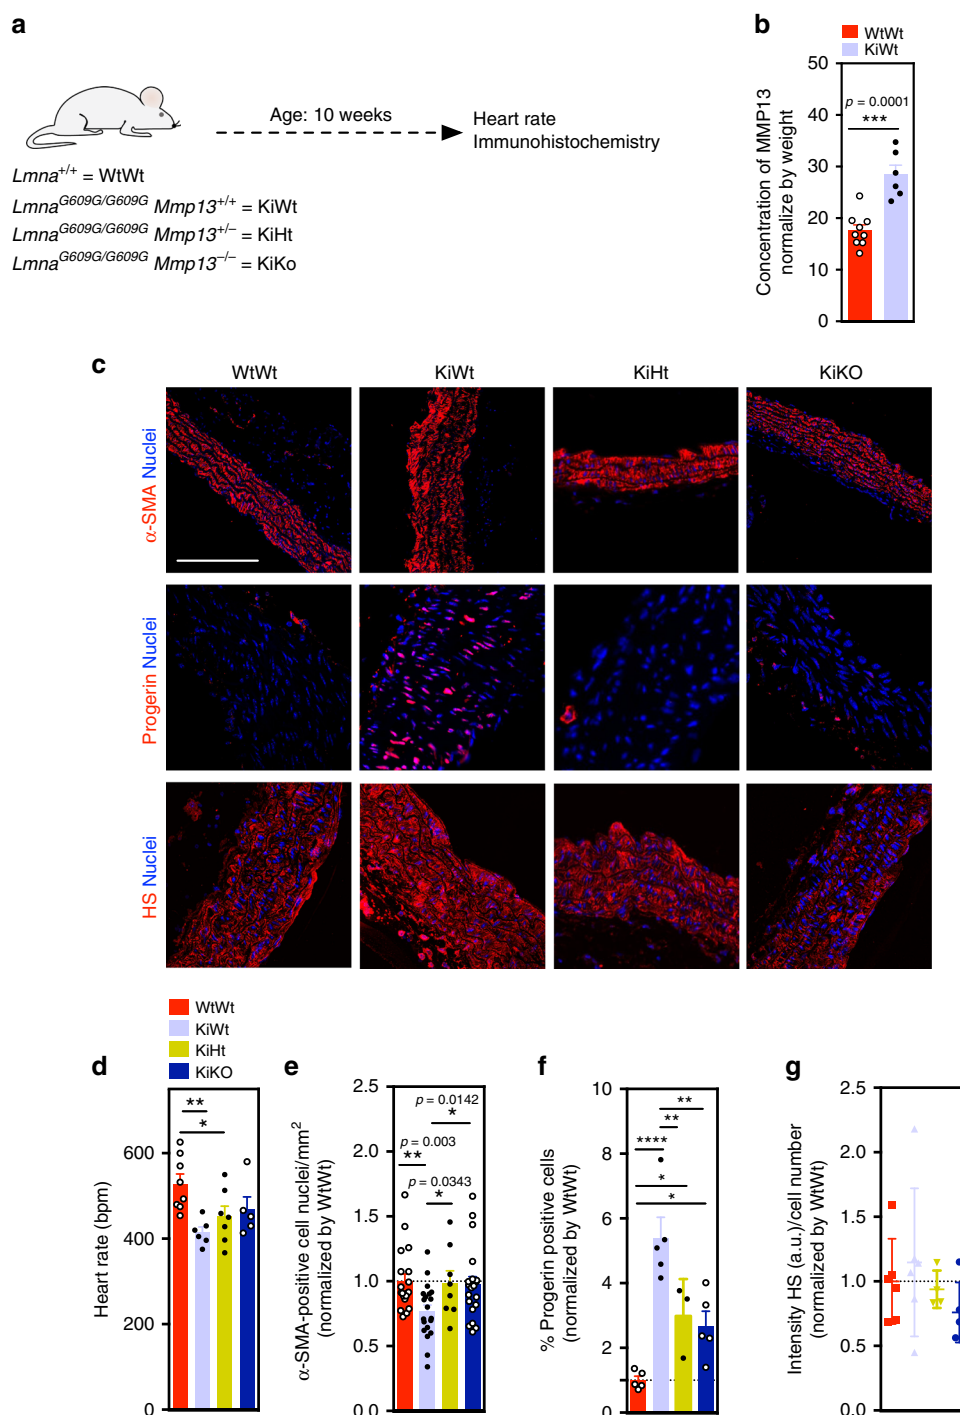 a
Age: 10 weeks
Heart rate
Immunohistochemistry
Lmna+/+ = WtWt
LmnaG609G/G609G Mmp13+/+ = KiWt
LmnaG609G/G609G Mmp13+/– = KiHt
LmnaG609G/G609G Mmp13–/– = KiKo
b
WtWt
KiWt
Concentration of MMP13
normalize by weight
50
40
30
20
10
0
p = 0.0001
***
c
WtWt KiWt KiHt KiKO
α-SMA Nuclei
Progerin Nuclei
HS Nuclei
WtWt
KiWt
KiHt
KiKO
d
Heart rate (bpm)
600
400
200
0
**
*
e
α-SMA-positive cell nuclei/mm2
(normalized by WtWt)
2.5
2.0
1.5
1.0
0.5
0.0
p = 0.0142
*
p = 0.003
**
p = 0.0343
*
f
% Progerin positive cells
(normalized by WtWt)
10
8
6
4
2
0
**
**
****
*
*
g
Intensity HS (a.u.)/cell number
(normalized by WtWt)
2.5
2.0
1.5
1.0
0.5
0.0